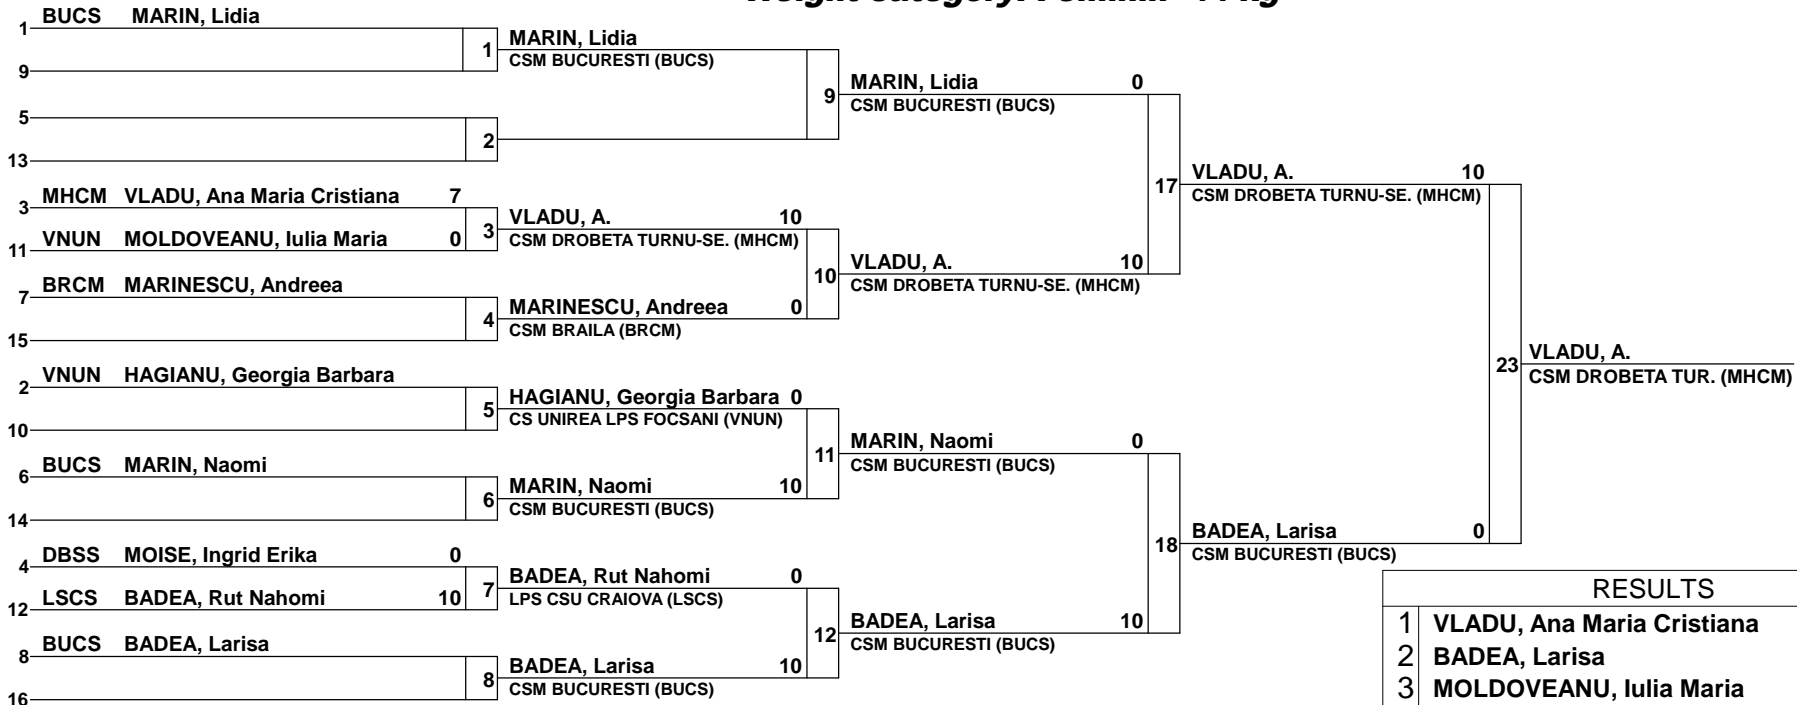 1 BUCS MARIN, Lidia
9
1 MARIN, Lidia
CSM BUCURESTI (BUCS)
5
13
2
9 MARIN, Lidia 0
CSM BUCURESTI (BUCS)
3 MHCM VLADU, Ana Maria Cristiana 7
11 VNUN MOLDOVEANU, Iulia Maria 0
3 VLADU, A. 10
CSM DROBETA TURNU-SE. (MHCM)
7 BRCM MARINESCU, Andreea
15
4 MARINESCU, Andreea 0
CSM BRAILA (BRCM)
10 VLADU, A. 10
CSM DROBETA TURNU-SE. (MHCM)
17 VLADU, A. 10
CSM DROBETA TURNU-SE. (MHCM)
2 VNUN HAGIANU, Georgia Barbara
10
5 HAGIANU, Georgia Barbara 0
CS UNIREA LPS FOCSANI (VNUN)
6 BUCS MARIN, Naomi
14
6 MARIN, Naomi 10
CSM BUCURESTI (BUCS)
11 MARIN, Naomi 0
CSM BUCURESTI (BUCS)
4 DBSS MOISE, Ingrid Erika 0
12 LSCS BADEA, Rut Nahomi 10
7 BADEA, Rut Nahomi 0
LPS CSU CRAIOVA (LSCS)
8 BUCS BADEA, Larisa
16
8 BADEA, Larisa 10
CSM BUCURESTI (BUCS)
12 BADEA, Larisa 10
CSM BUCURESTI (BUCS)
18 BADEA, Larisa 0
CSM BUCURESTI (BUCS)
23 VLADU, A.
CSM DROBETA TUR. (MHCM)
RESULTS
1 VLADU, Ana Maria Cristiana
2 BADEA, Larisa
3 MOLDOVEANU, Iulia Maria